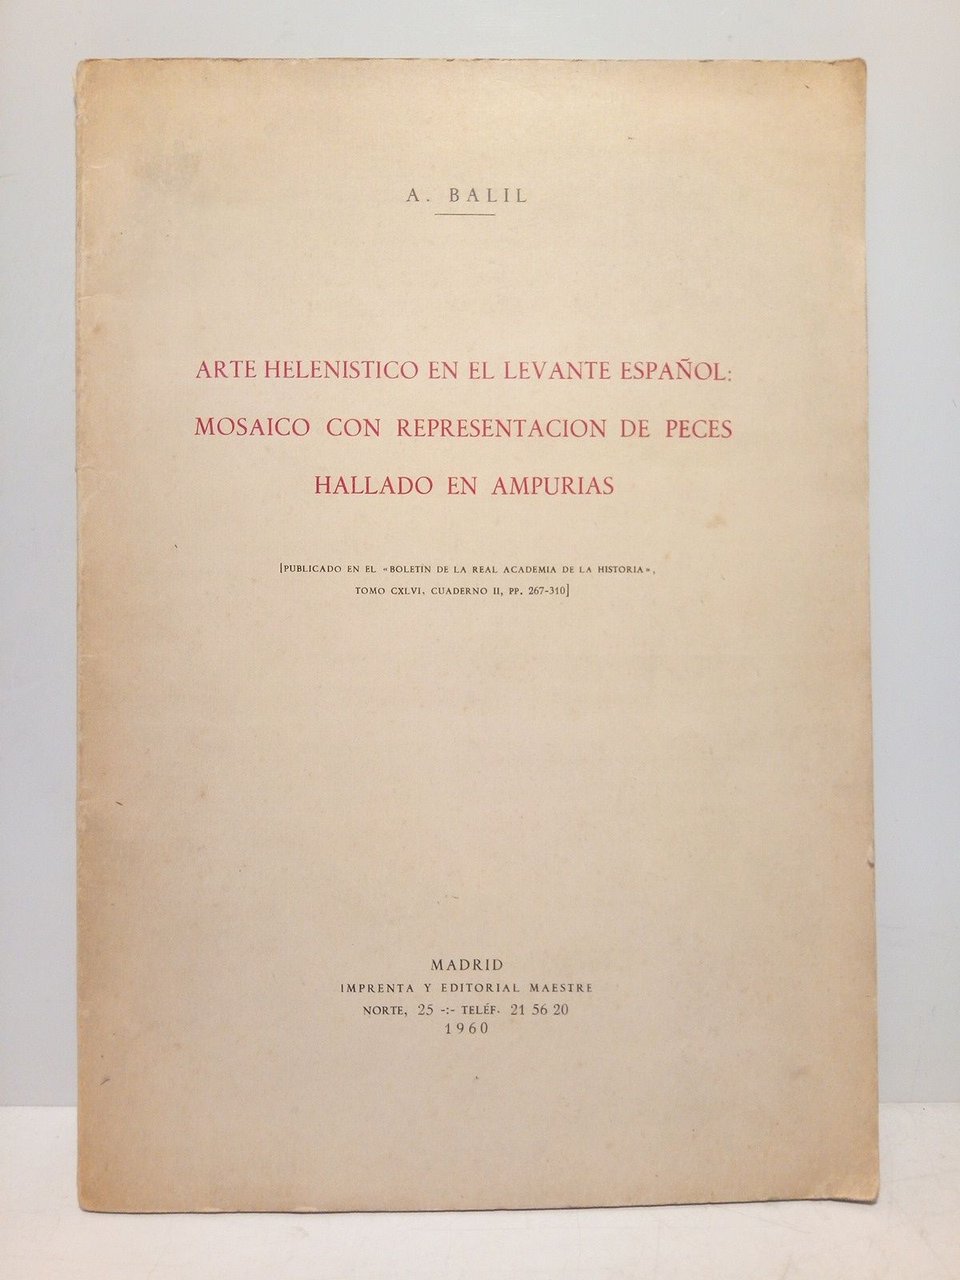 A. BALIL
ARTE HELENISTICO EN EL LEVANTE ESPAÑOL:
MOSAICO CON REPRESENTACION DE PECES
HALLADO EN AMPURIAS
[PUBLICADO EN EL «BOLETÍN DE LA REAL ACADEMIA DE LA HISTORIA»,
TOMO CXLVI, CUADERNO II, PP. 267-310]
MADRID
IMPRENTA Y EDITORIAL MAESTRE
NORTE, 25 -:- TELÉF. 21 56 20
1960